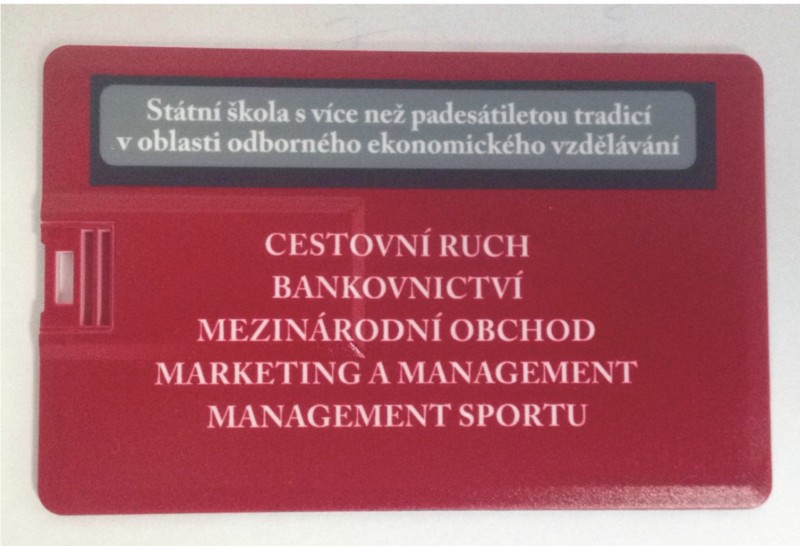 Státní škola s více než padesátiletou tradicí
v oblasti odborného ekonomického vzdělávání
CESTOVNÍ RUCH
BANKOVNICTVÍ
MEZINÁRODNÍ OBCHOD
MARKETING A MANAGEMENT
MANAGEMENT SPORTU